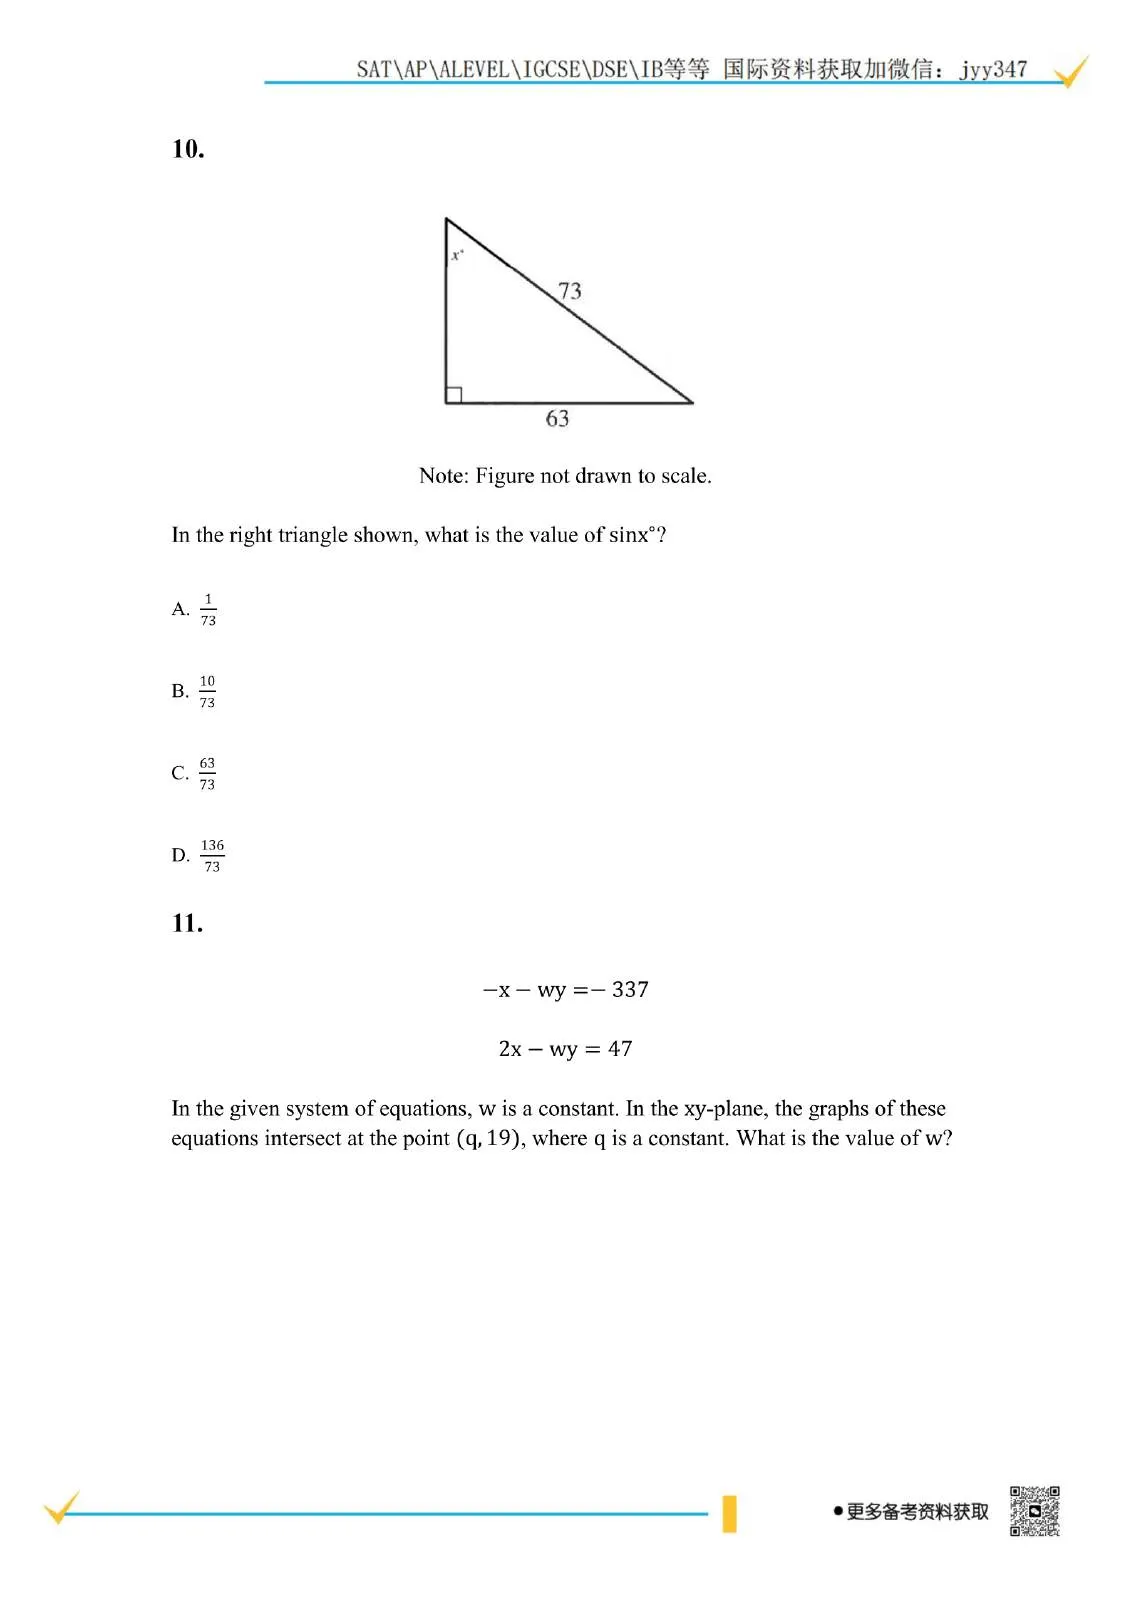 SAT\AP\ALEVEL\IGCSE\DSE\IB等等 国际资料获取加微信：jyy347
10.
x°
73
63
Note: Figure not drawn to scale.
In the right triangle shown, what is the value of sinx°?
A. 1/73
B. 10/73
C. 63/73
D. 136/73
11.
−x − wy =− 337
2x − wy = 47
In the given system of equations, w is a constant. In the xy-plane, the graphs of these
equations intersect at the point (q, 19), where q is a constant. What is the value of w?
●更多备考资料获取